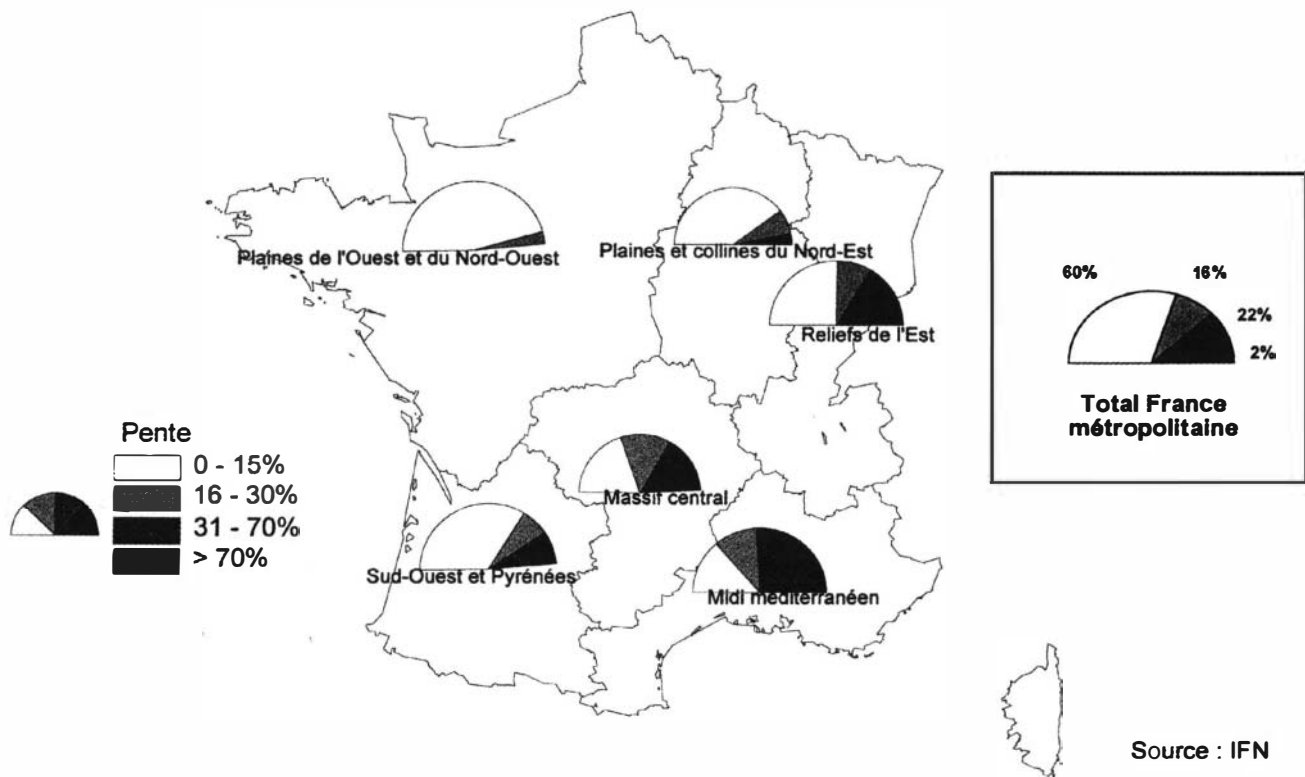 Plaines de l'Ouest et du Nord-Ouest
Plaines et collines du Nord-Est
Reliefs de l'Est
60%
16%
22%
2%
Total France
métropolitaine
Pente
0 - 15%
16 - 30%
31 - 70%
> 70%
Massif central
Sud-Ouest et Pyrénées
Midi méditerranéen
Source : IFN